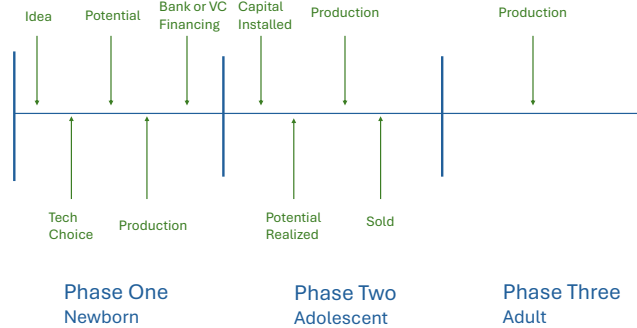 Idea
Potential
Bank or VC
Financing
Capital
Installed
Production
Production
Tech
Choice
Production
Potential
Realized
Sold
Phase One
Newborn
Phase Two
Adolescent
Phase Three
Adult